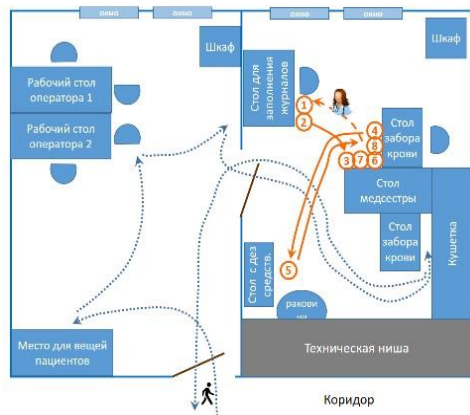 окно
окно
окно
окно
Шкаф
Шкаф
Рабочий стол
оператора 1
Рабочий стол
оператора 2
Стол для
заполнения
журналов
1
2
4
8
3
7
6
Стол
забора
крови
Стол
медсестры
Стол
забора
крови
Кушетка
Стол с дез
средств.
5
ракови
Место для вещей
пациентов
Техническая ниша
Коридор